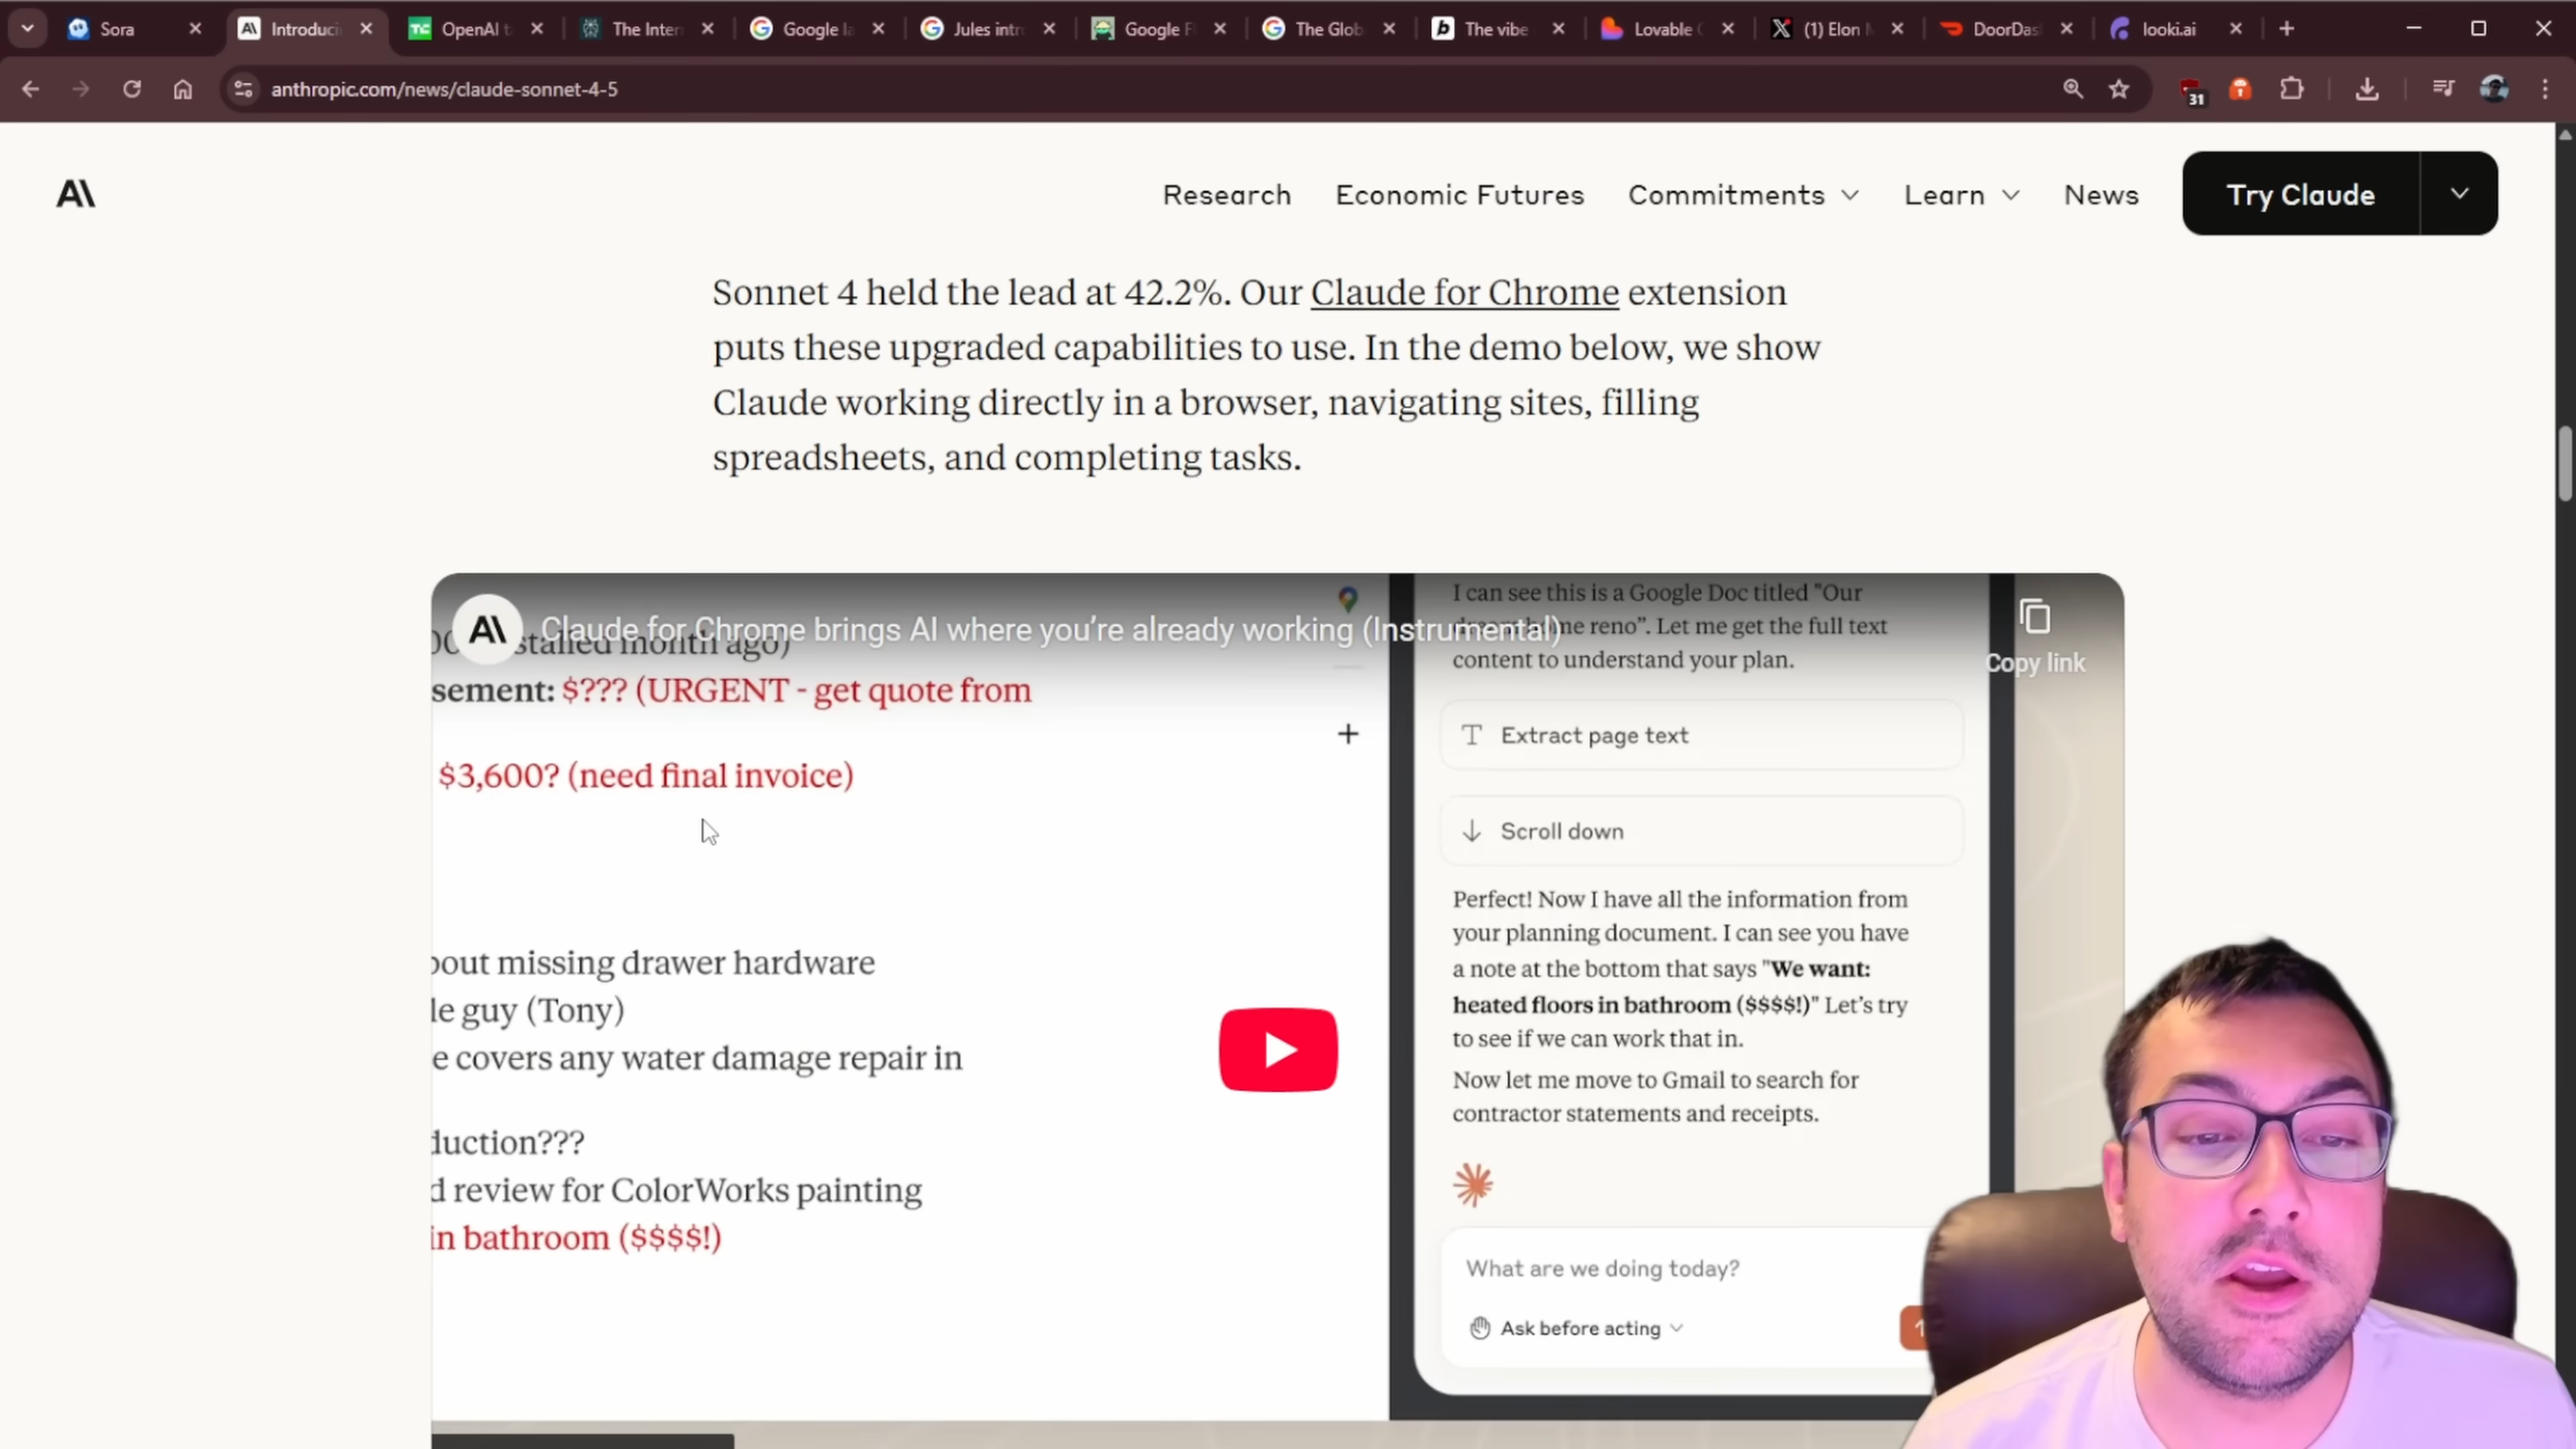 Sora
Introduci
OpenAI t
The Inter
Google la
Jules intr
Google F
The Glob
The vibe
Lovable
(1) Elon
DoorDas
looki.ai
anthropic.com/news/claude-sonnet-4-5
31
Research
Economic Futures
Commitments
Learn
News
Try Claude
Sonnet 4 held the lead at 42.2%. Our Claude for Chrome extension
puts these upgraded capabilities to use. In the demo below, we show
Claude working directly in a browser, navigating sites, filling
spreadsheets, and completing tasks.
Claude for Chrome brings AI where you're already working (Instrumental)
Copy link
stalled month ago)
sement: $??? (URGENT - get quote from
$3,600? (need final invoice)
bout missing drawer hardware
le guy (Tony)
e covers any water damage repair in
duction???
d review for ColorWorks painting
in bathroom ($$$$!)
I can see this is a Google Doc titled "Our
dream home reno". Let me get the full text
content to understand your plan.
Extract page text
Scroll down
Perfect! Now I have all the information from
your planning document. I can see you have
a note at the bottom that says "We want:
heated floors in bathroom ($$$$!)" Let's try
to see if we can work that in.
Now let me move to Gmail to search for
contractor statements and receipts.
What are we doing today?
Ask before acting